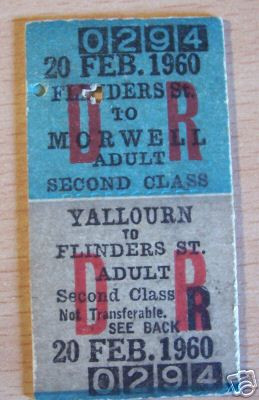 0294
20 FEB. 1960
FLINDERS ST.
TO
MORWELL
ADULT
SECOND CLASS
D R
YALLOURN
TO
FLINDERS ST.
ADULT
Second Class
Not Transferable.
SEE BACK
D R
R
20 FEB. 1960
0294
eBay